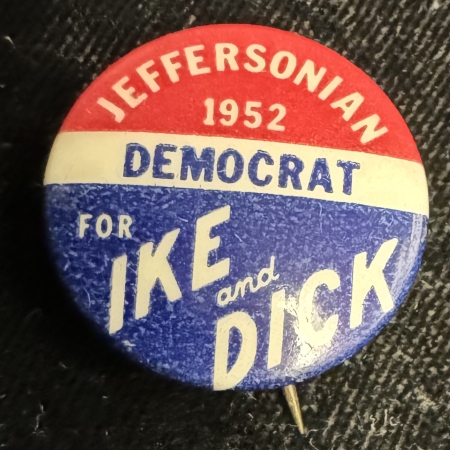 JEFFERSONIAN
1952
DEMOCRAT
FOR
IKE
and
DICK